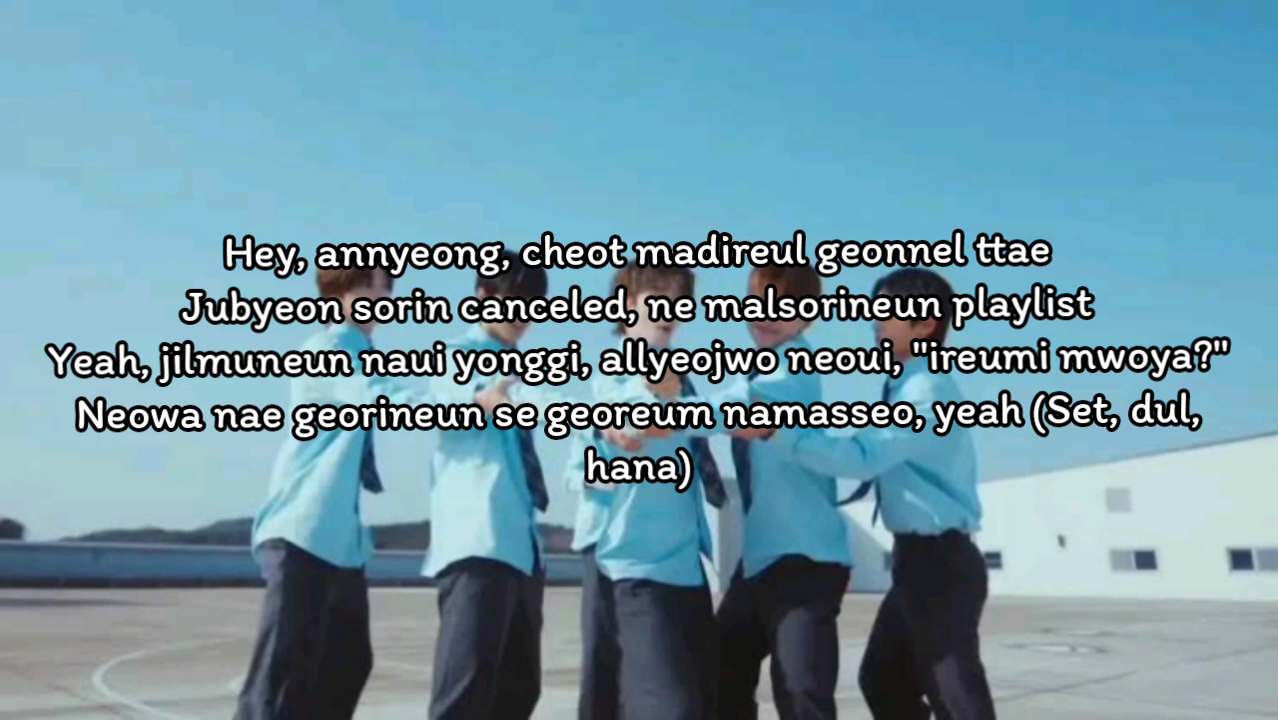 Hey, annyeong, cheot madireul geonnel ttae
Jubyeon sorin canceled, ne malsorineun playlist
Yeah, jilmuneun naui yonggi, allyeojwo neoui, "ireumi mwoya?"
Neowa nae georineun se georeum namasseo, yeah (Set, dul,
hana)